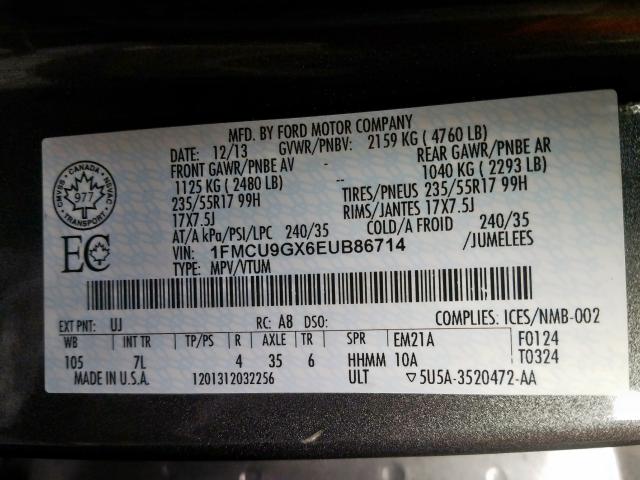 MFD. BY FORD MOTOR COMPANY
DATE: 12/13 GVWR/PNBV: 2159 KG ( 4760 LB)
FRONT GAWR/PNBE AV REAR GAWR/PNBE AR
1125 KG ( 2480 LB) 1040 KG ( 2293 LB)
235/55R17 99H TIRES/PNEUS 235/55R17 99H
17X7.5J RIMS/JANTES 17X7.5J
AT/A kPa/PSI/LPC 240/35 COLD/A FROID 240/35
VIN: 1FMCU9GX6EUB86714 /JUMELEES
TYPE: MPV/VTUM
CANADA
CMVSS NSVAC
977
TRANSPORT
EC
EXT PNT: UJ RC: A8 DSO: COMPLIES: ICES/NMB-002
WB INT TR TP/PS R AXLE TR SPR EM21A F0124
105 7L 4 35 6 HHMM 10A T0324
MADE IN U.S.A. 1201312032256 ULT ▽5U5A-3520472-AA